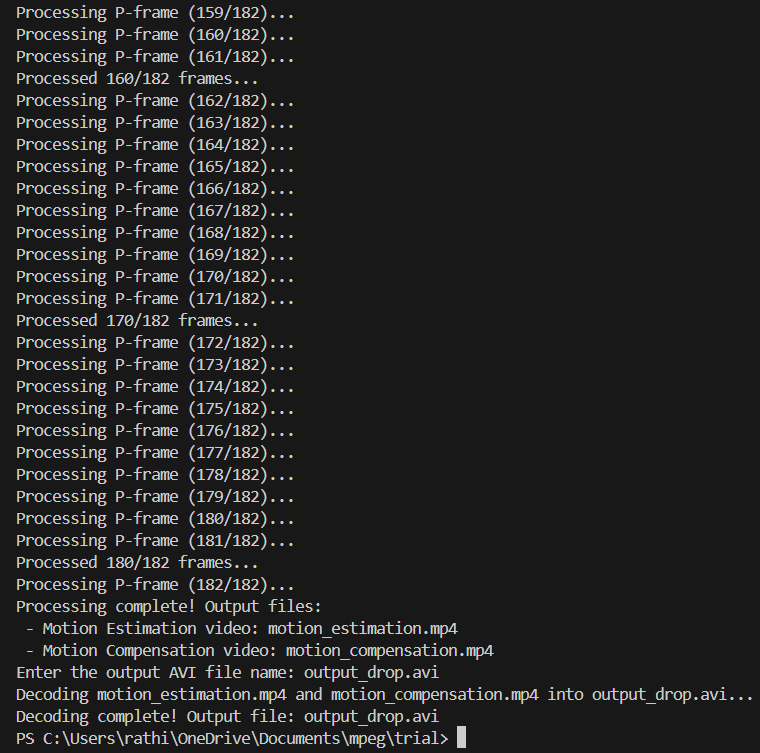 Processing P-frame (159/182)...
Processing P-frame (160/182)...
Processing P-frame (161/182)...
Processed 160/182 frames...
Processing P-frame (162/182)...
Processing P-frame (163/182)...
Processing P-frame (164/182)...
Processing P-frame (165/182)...
Processing P-frame (166/182)...
Processing P-frame (167/182)...
Processing P-frame (168/182)...
Processing P-frame (169/182)...
Processing P-frame (170/182)...
Processing P-frame (171/182)...
Processed 170/182 frames...
Processing P-frame (172/182)...
Processing P-frame (173/182)...
Processing P-frame (174/182)...
Processing P-frame (175/182)...
Processing P-frame (176/182)...
Processing P-frame (177/182)...
Processing P-frame (178/182)...
Processing P-frame (179/182)...
Processing P-frame (180/182)...
Processing P-frame (181/182)...
Processed 180/182 frames...
Processing P-frame (182/182)...
Processing complete! Output files:
 - Motion Estimation video: motion_estimation.mp4
 - Motion Compensation video: motion_compensation.mp4
Enter the output AVI file name: output_drop.avi
Decoding motion_estimation.mp4 and motion_compensation.mp4 into output_drop.avi...
Decoding complete! Output file: output_drop.avi
PS C:\Users\rathi\OneDrive\Documents\mpeg\trial>